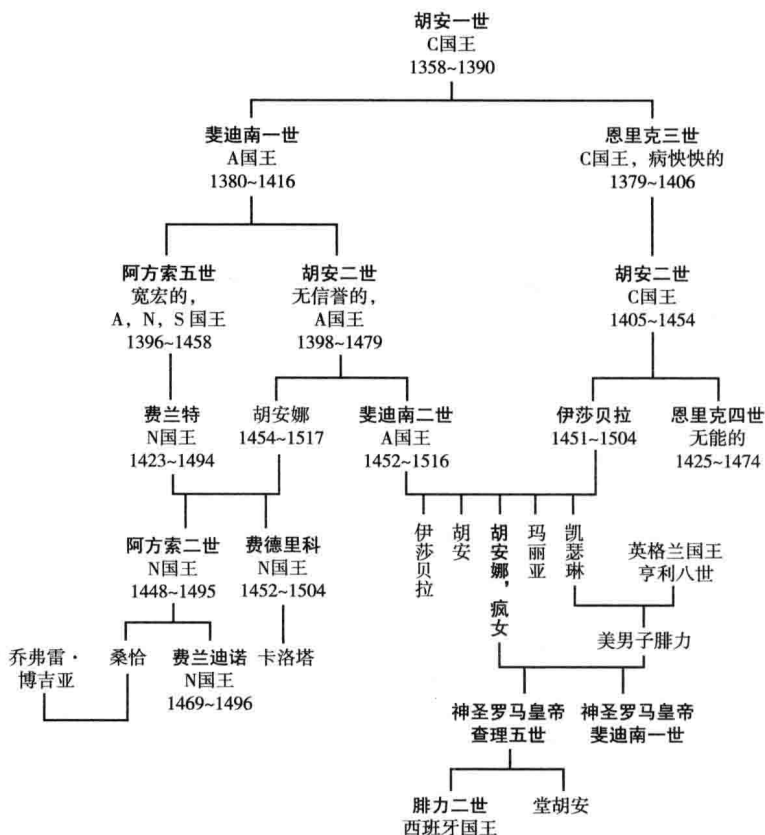 胡安一世
C国王
1358~1390
斐迪南一世
A国王
1380~1416
恩里克三世
C国王，病怏怏的
1379~1406
阿方索五世
宽宏的，
A，N，S 国王
1396~1458
胡安二世
无信誉的，
A国王
1398~1479
胡安二世
C国王
1405~1454
费兰特
N国王
1423~1494
胡安娜
1454~1517
斐迪南二世
A国王
1452~1516
伊莎贝拉
1451~1504
恩里克四世
无能的
1425~1474
阿方索二世
N国王
1448~1495
费德里科
N国王
1452~1504
伊莎贝拉
胡安
胡安娜，疯女
玛丽亚
凯瑟琳
英格兰国王
亨利八世
乔弗雷·
博吉亚
桑恰
费兰迪诺
N国王
1469~1496
卡洛塔
美男子腓力
神圣罗马皇帝
查理五世
神圣罗马皇帝
斐迪南一世
腓力二世
西班牙国王
堂胡安